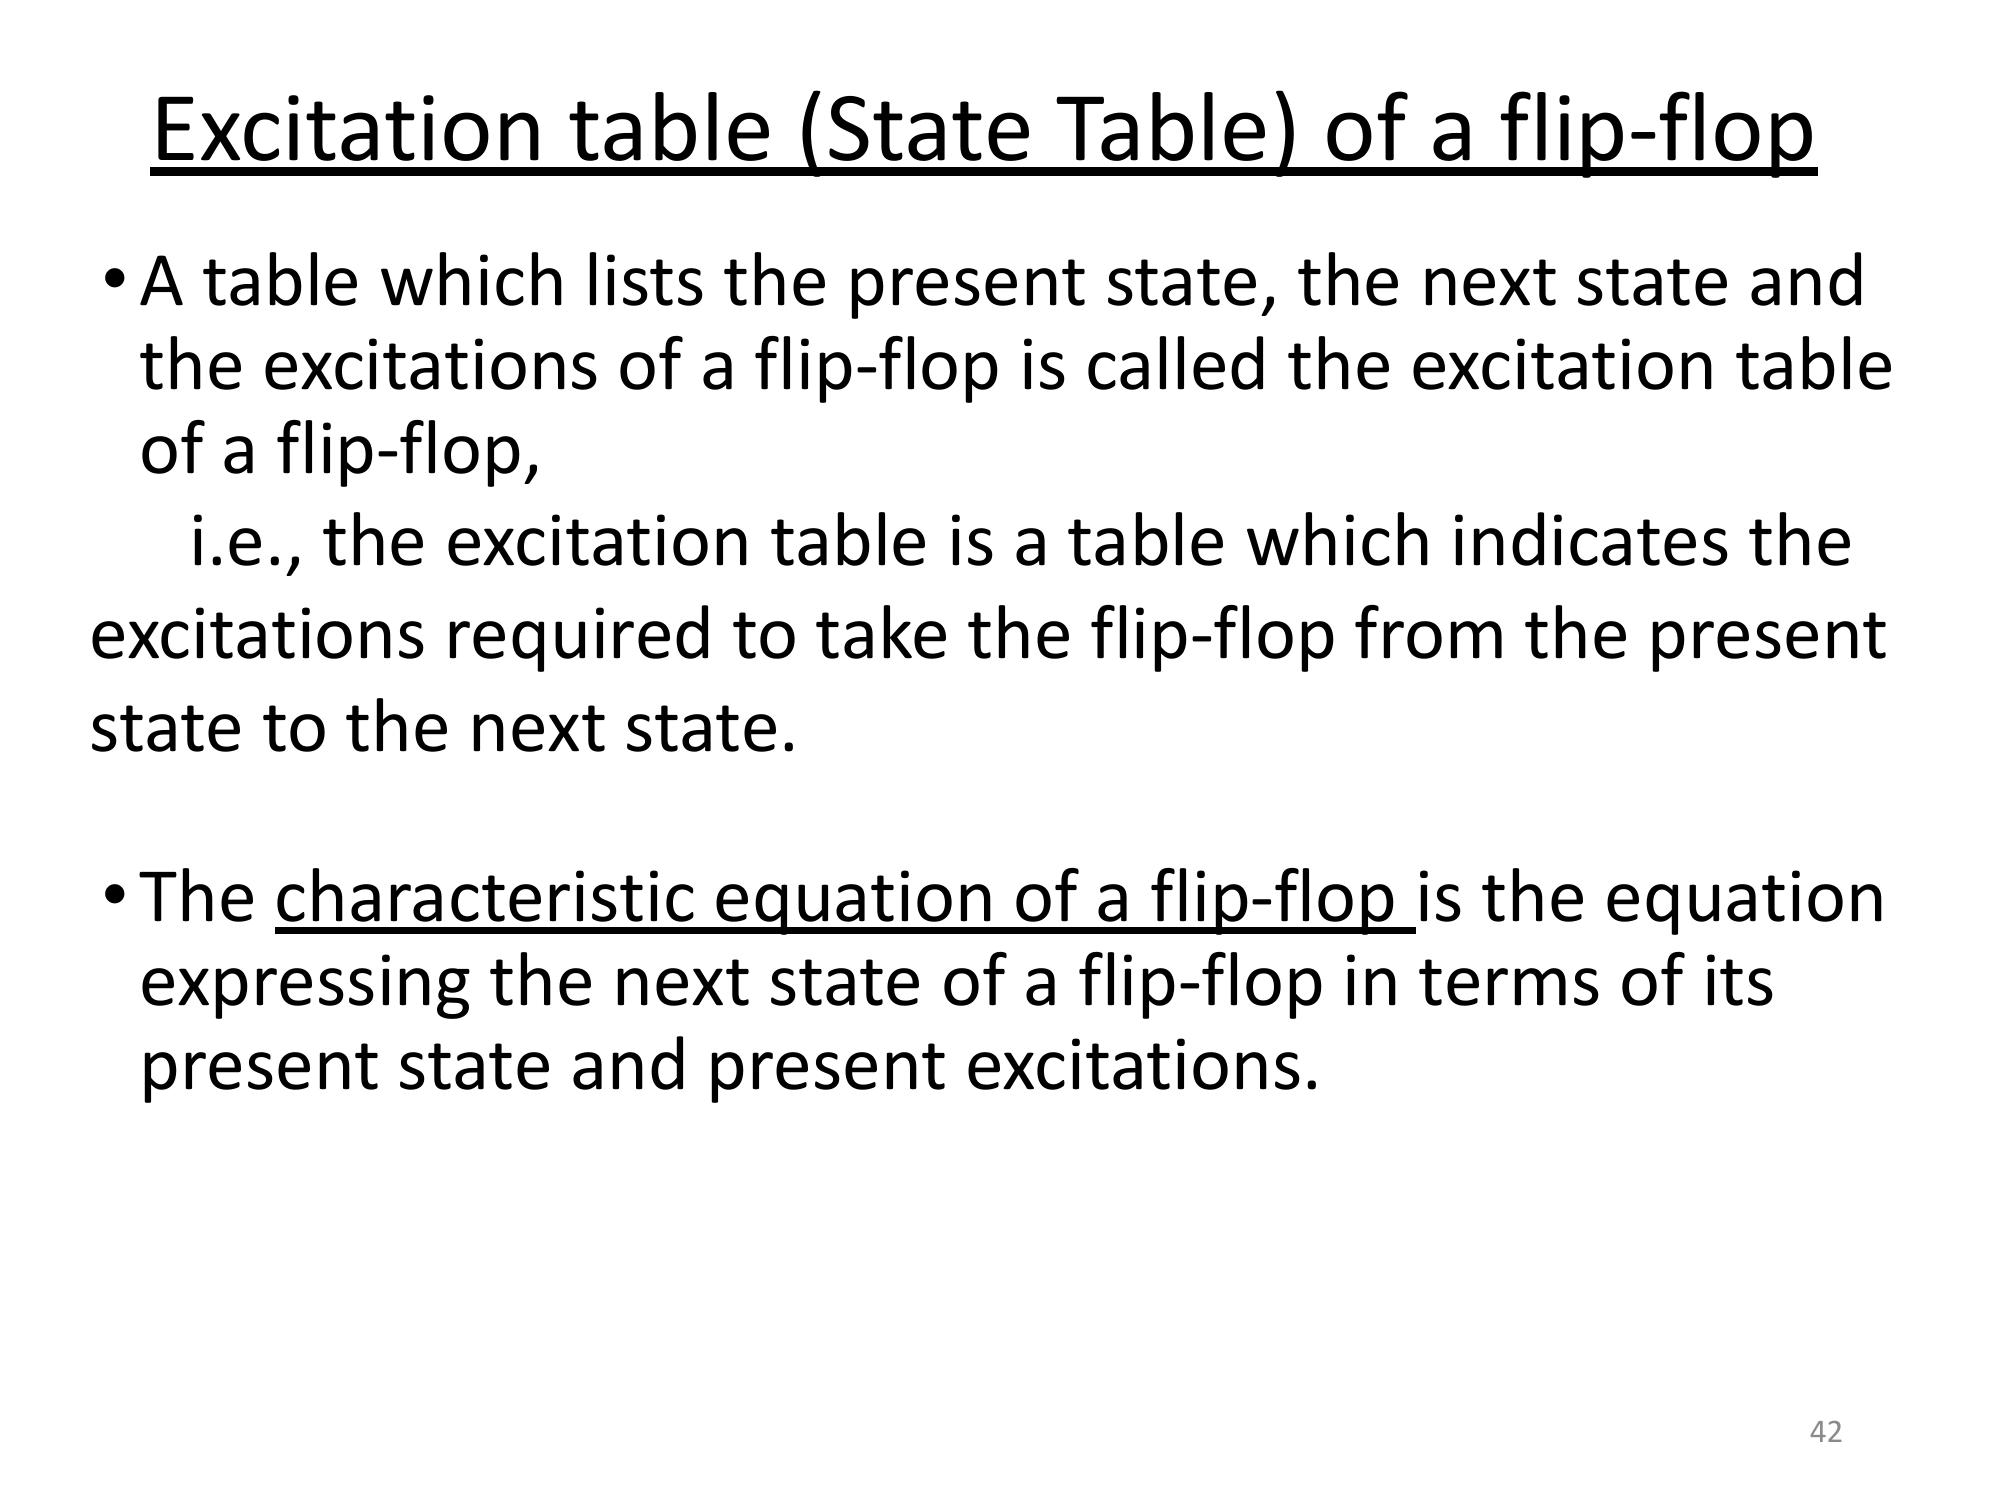 Excitation table (State Table) of a flip-flop
•A table which lists the present state, the next state and
the excitations of a flip-flop is called the excitation table
of a flip-flop,
i.e., the excitation table is a table which indicates the
excitations required to take the flip-flop from the present
state to the next state.
•The characteristic equation of a flip-flop is the equation
expressing the next state of a flip-flop in terms of its
present state and present excitations.
42